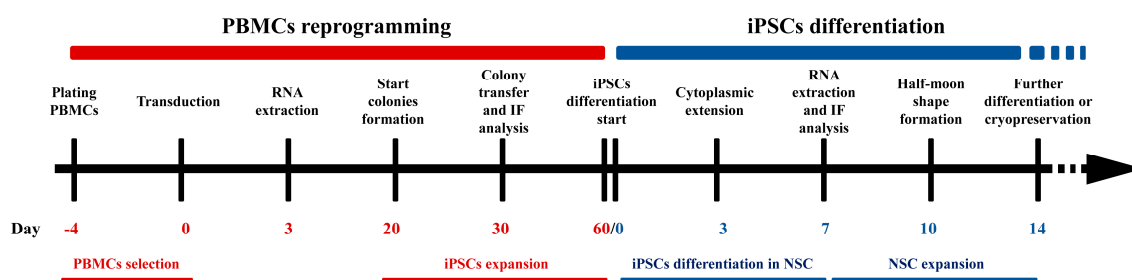 PBMCs reprogramming
iPSCs differentiation
Plating
PBMCs
Transduction
RNA
extraction
Start
colonies
formation
Colony
transfer
and IF
analysis
iPSCs
differentiation
start
Cytoplasmic
extension
RNA
extraction
and IF
analysis
Half-moon
shape
formation
Further
differentiation or
cryopreservation
Day -4 0 3 20 30 60/0 3 7 10 14
PBMCs selection
iPSCs expansion
iPSCs differentiation in NSC
NSC expansion